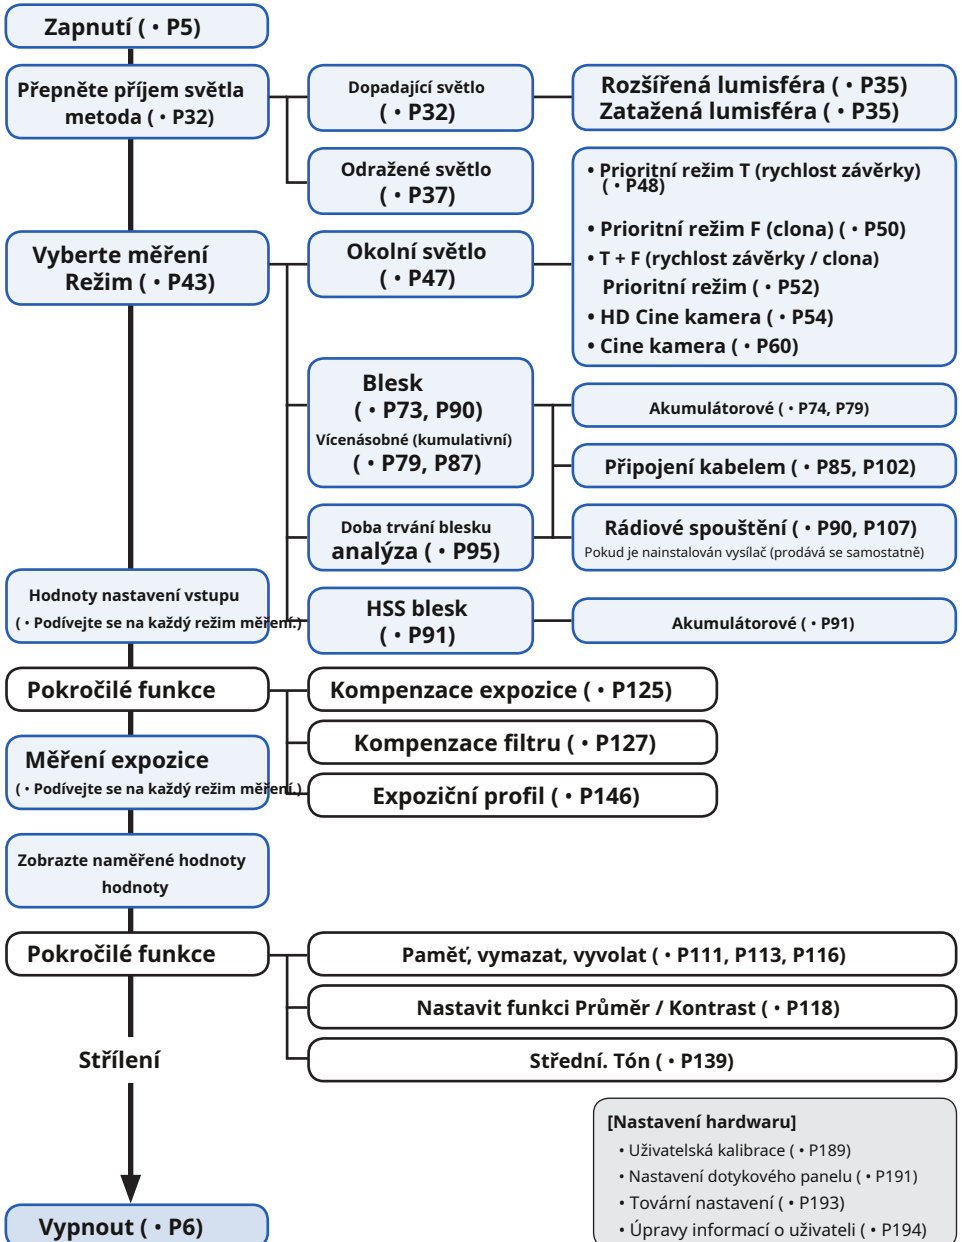 Zapnutí ( • P5)
Přepněte příjem světla
metoda ( • P32)
Dopadající světlo
( • P32)
Rozšířená lumisféra ( • P35)
Zatažená lumisféra ( • P35)
Odražené světlo
( • P37)
Vyberte měření
Režim ( • P43)
Okolní světlo
( • P47)
• Prioritní režim T (rychlost závěrky)
( • P48)
• Prioritní režim F (clona) ( • P50)
• T + F (rychlost závěrky / clona)
Prioritní režim ( • P52)
• HD Cine kamera ( • P54)
• Cine kamera ( • P60)
Blesk
( • P73, P90)
Vícenásobné (kumulativní)
( • P79, P87)
Akumulátorové ( • P74, P79)
Připojení kabelem ( • P85, P102)
Doba trvání blesku
analýza ( • P95)
Rádiové spouštění ( • P90, P107)
Pokud je nainstalován vysílač (prodává se samostatně)
Hodnoty nastavení vstupu
( • Podívejte se na každý režim měření.)
HSS blesk
( • P91)
Akumulátorové ( • P91)
Pokročilé funkce
Kompenzace expozice ( • P125)
Kompenzace filtru ( • P127)
Expoziční profil ( • P146)
Měření expozice
( • Podívejte se na každý režim měření.)
Zobrazte naměřené hodnoty
hodnoty
Pokročilé funkce
Paměť, vymazat, vyvolat ( • P111, P113, P116)
Nastavit funkci Průměr / Kontrast ( • P118)
Střední. Tón ( • P139)
Střílení
[Nastavení hardwaru]
• Uživatelská kalibrace ( • P189)
• Nastavení dotykového panelu ( • P191)
• Tovární nastavení ( • P193)
• Úpravy informací o uživateli ( • P194)
Vypnout ( • P6)